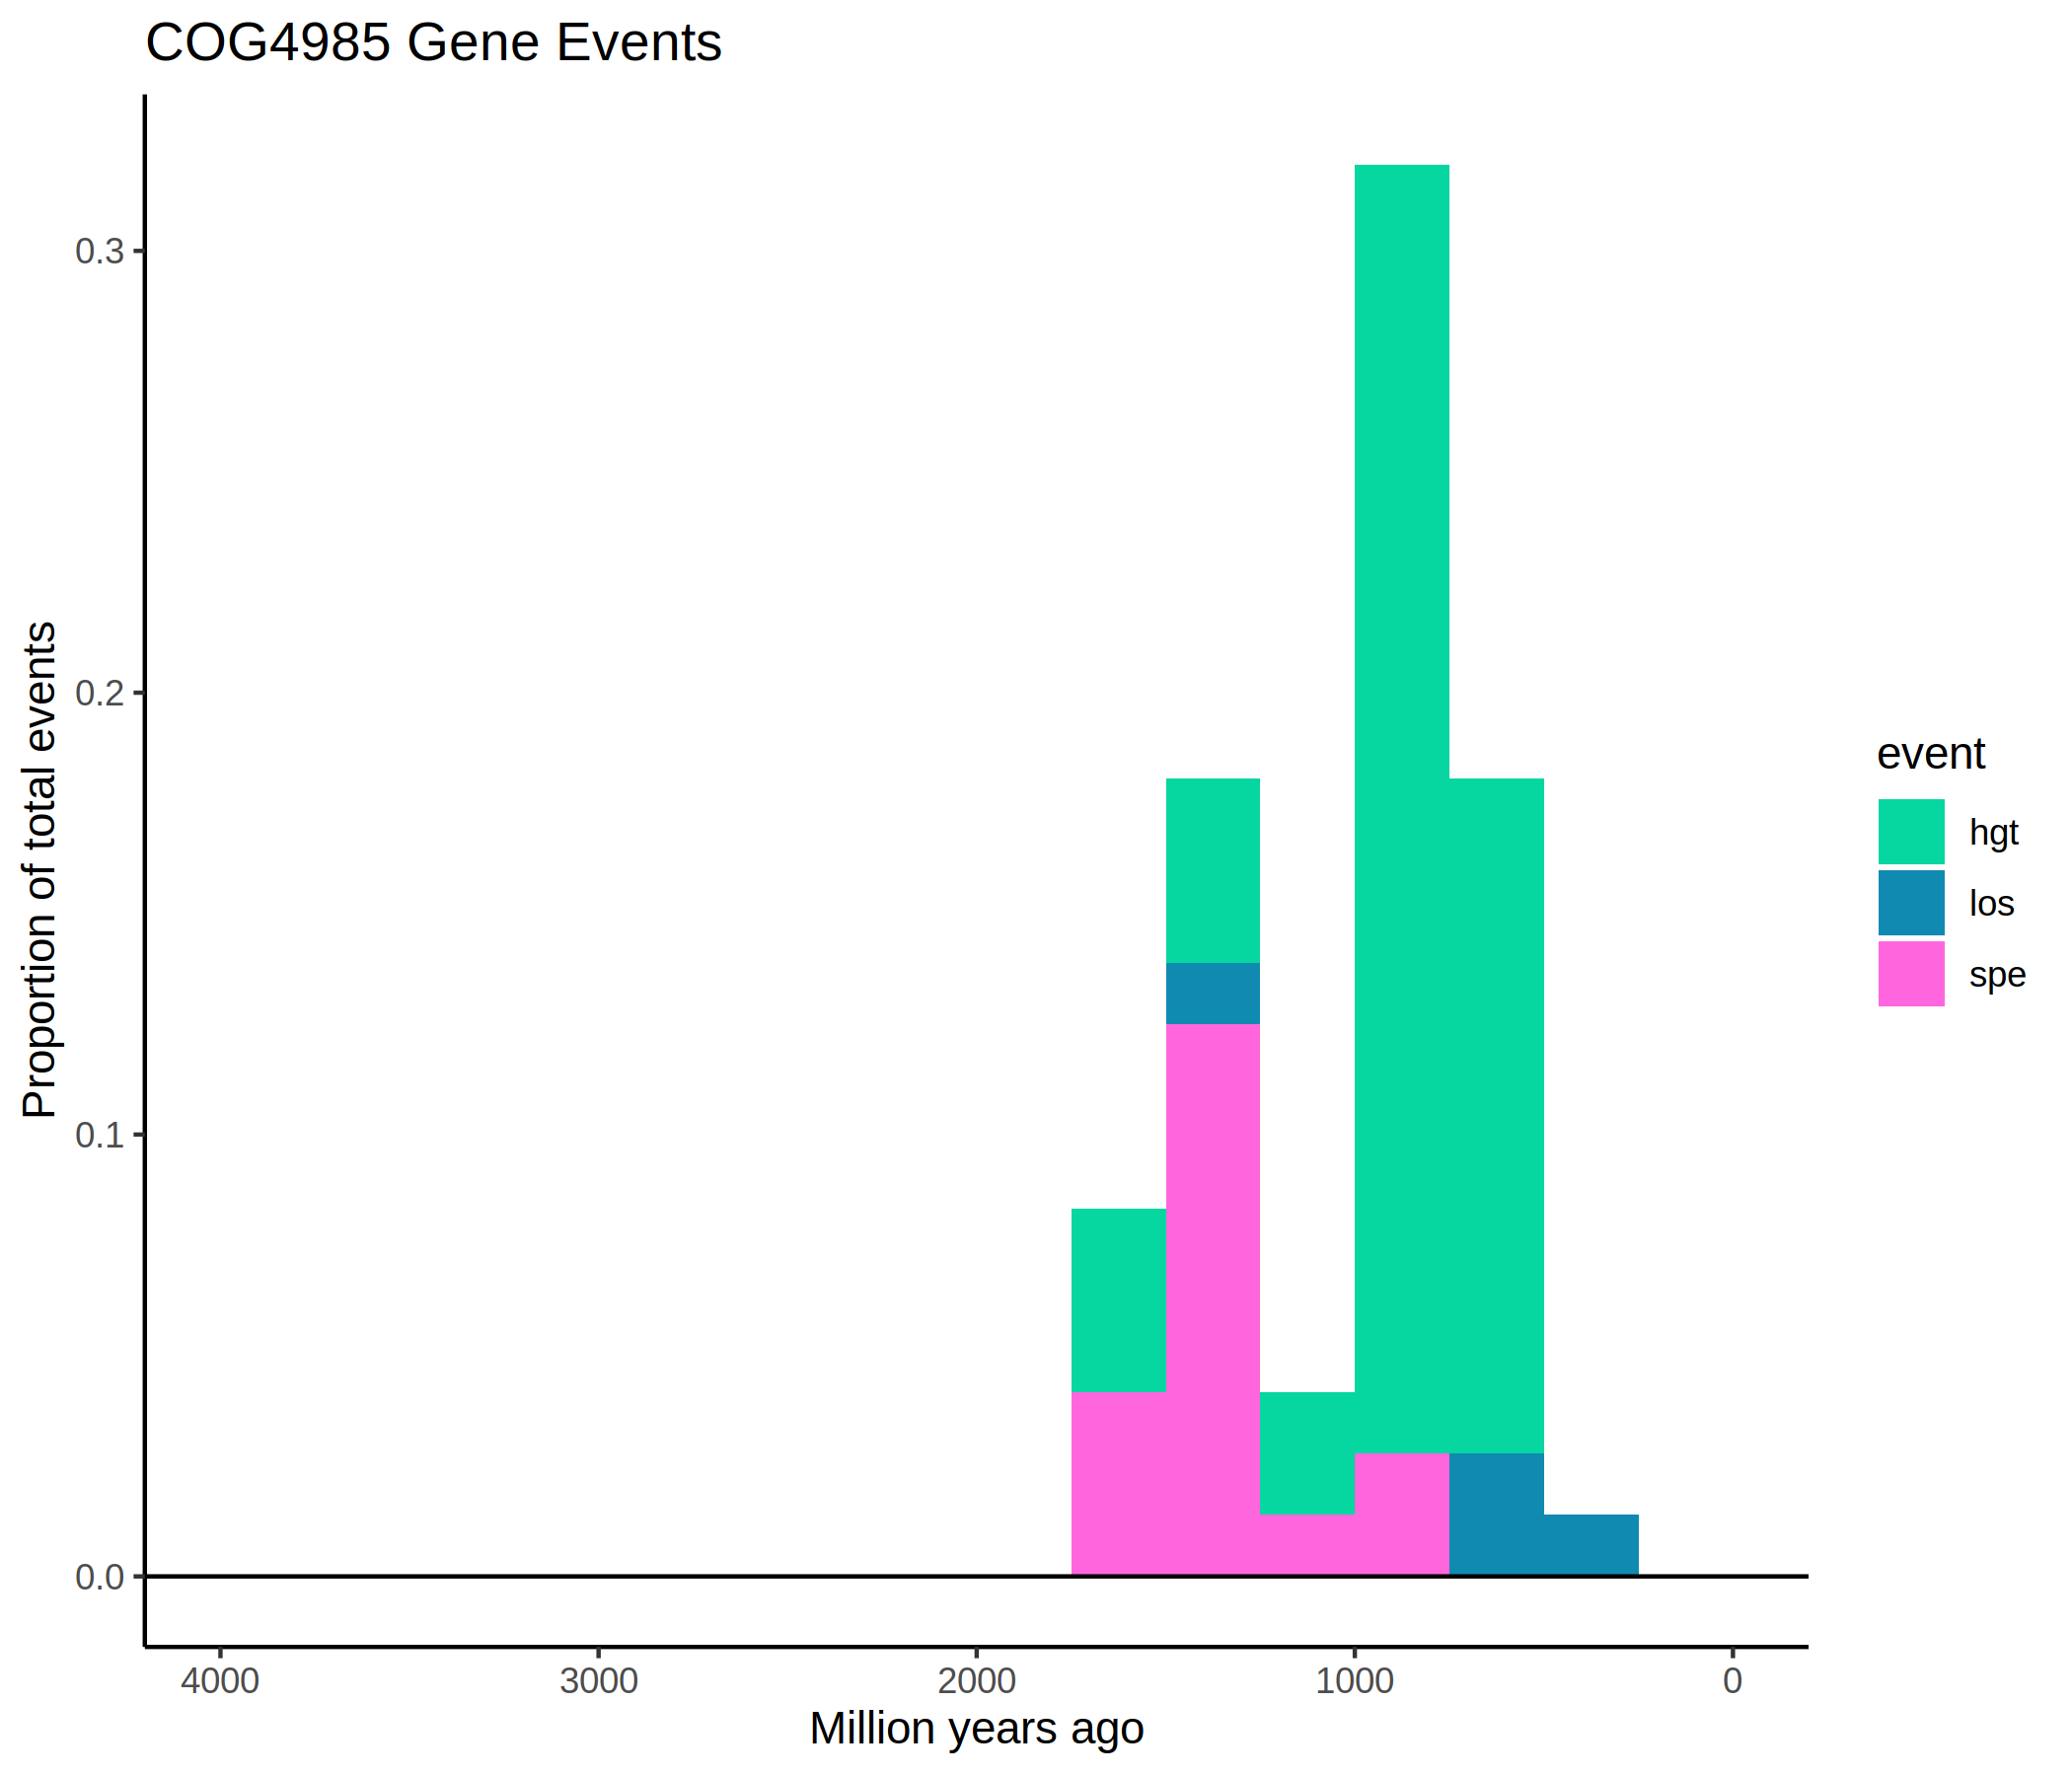 COG4985 Gene Events
Proportion of total events
0.3
0.2
0.1
0.0
4000 3000 2000 1000 0
Million years ago
event
hgt
los
spe